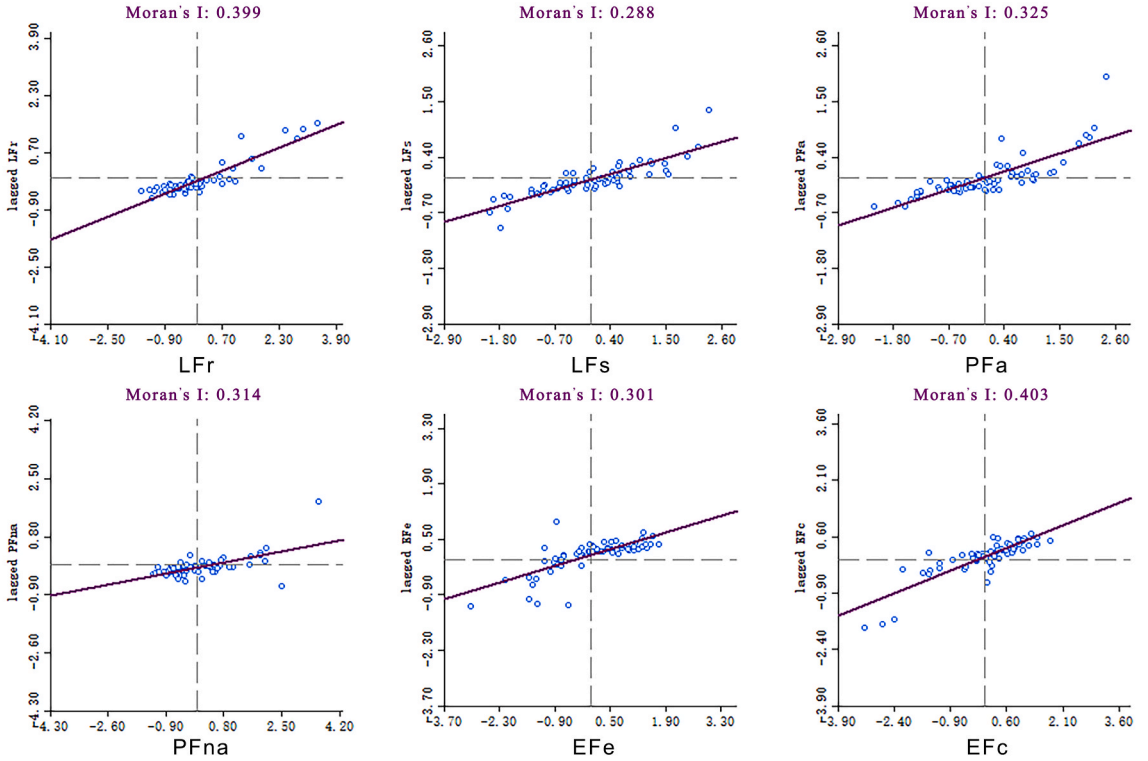 Moran's I: 0.399
3.90
2.30
0.70
-0.90
-2.50
-4.10
lagged LFr
-4.10 -2.50 -0.90 0.70 2.30 3.90
LFr
Moran's I: 0.288
2.60
1.50
0.40
-0.70
-1.80
-2.90
lagged LFs
-2.90 -1.80 -0.70 0.40 1.50 2.60
LFs
Moran's I: 0.325
2.60
1.50
0.40
-0.70
-1.80
-2.90
lagged PFa
-2.90 -1.80 -0.70 0.40 1.50 2.60
PFa
Moran's I: 0.314
4.20
2.50
0.80
-0.90
-2.60
-4.30
lagged PFna
-4.30 -2.60 -0.90 0.80 2.50 4.20
PFna
Moran's I: 0.301
3.30
1.90
0.50
-0.90
-2.30
-3.70
lagged EFe
-3.70 -2.30 -0.90 0.50 1.90 3.30
EFe
Moran's I: 0.403
3.60
2.10
0.60
-0.90
-2.40
-3.90
lagged EFc
-3.90 -2.40 -0.90 0.60 2.10 3.60
EFc